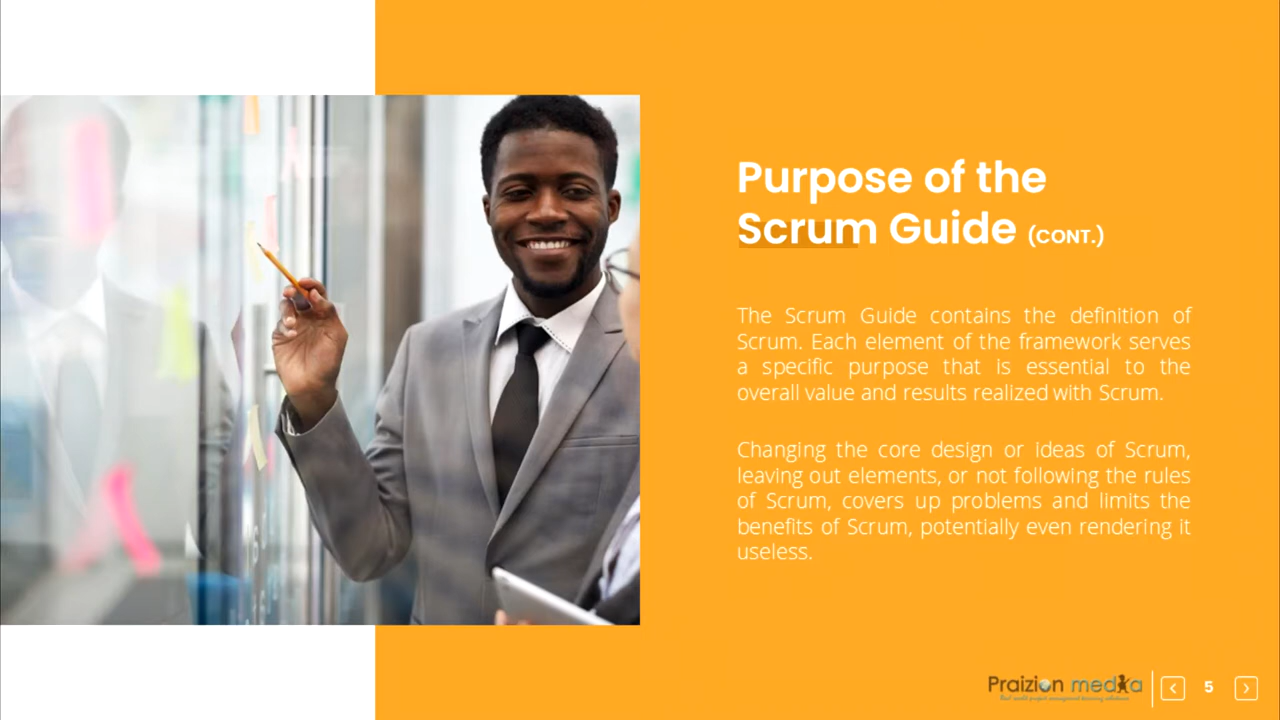 Purpose of the
Scrum Guide (CONT.)
The Scrum Guide contains the definition of
Scrum. Each element of the framework serves
a specific purpose that is essential to the
overall value and results realized with Scrum.
Changing the core design or ideas of Scrum,
leaving out elements, or not following the rules
of Scrum, covers up problems and limits the
benefits of Scrum, potentially even rendering it
useless.
Praizion media
5